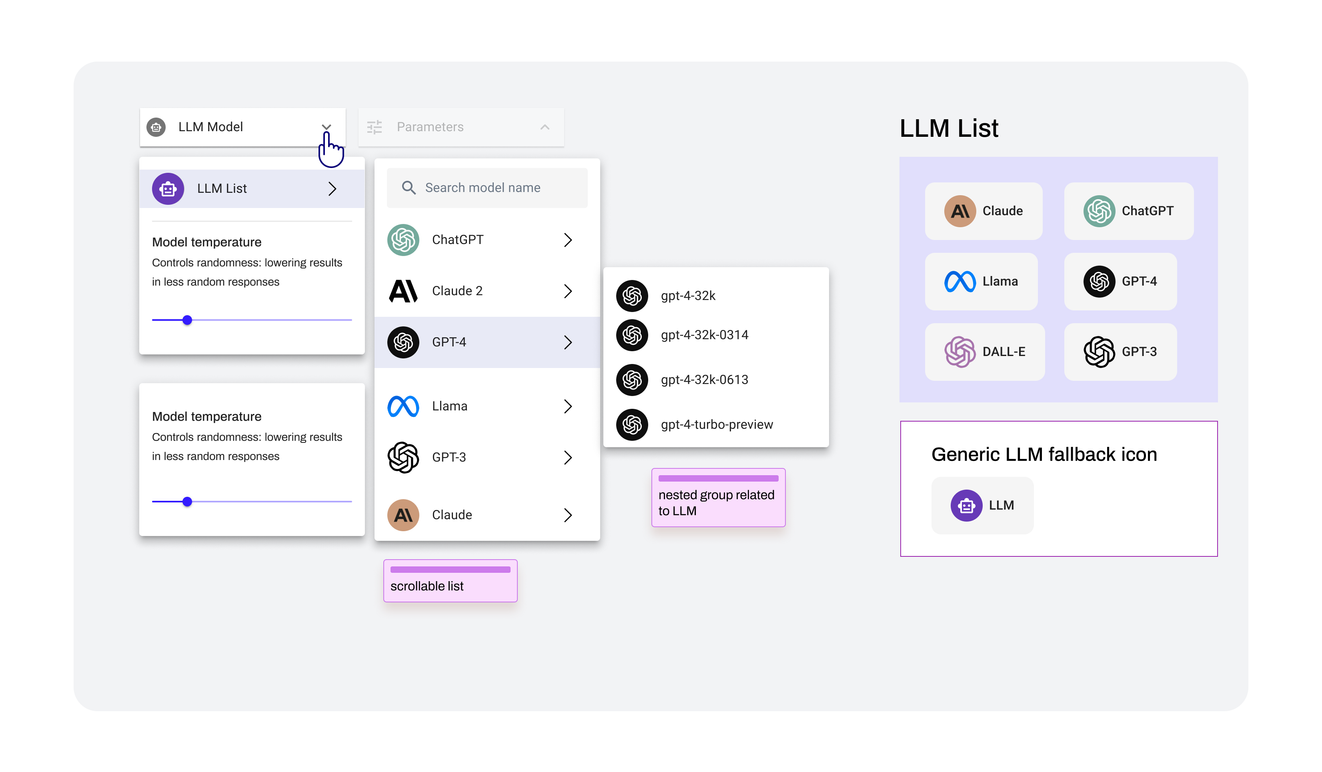 LLM Model
Parameters
LLM List
Model temperature
Controls randomness: lowering results
in less random responses
Model temperature
Controls randomness: lowering results
in less random responses
Search model name
ChatGPT
Claude 2
GPT-4
Llama
GPT-3
Claude
scrollable list
gpt-4-32k
gpt-4-32k-0314
gpt-4-32k-0613
gpt-4-turbo-preview
nested group related
to LLM
LLM List
Claude
ChatGPT
Llama
GPT-4
DALL-E
GPT-3
Generic LLM fallback icon
LLM